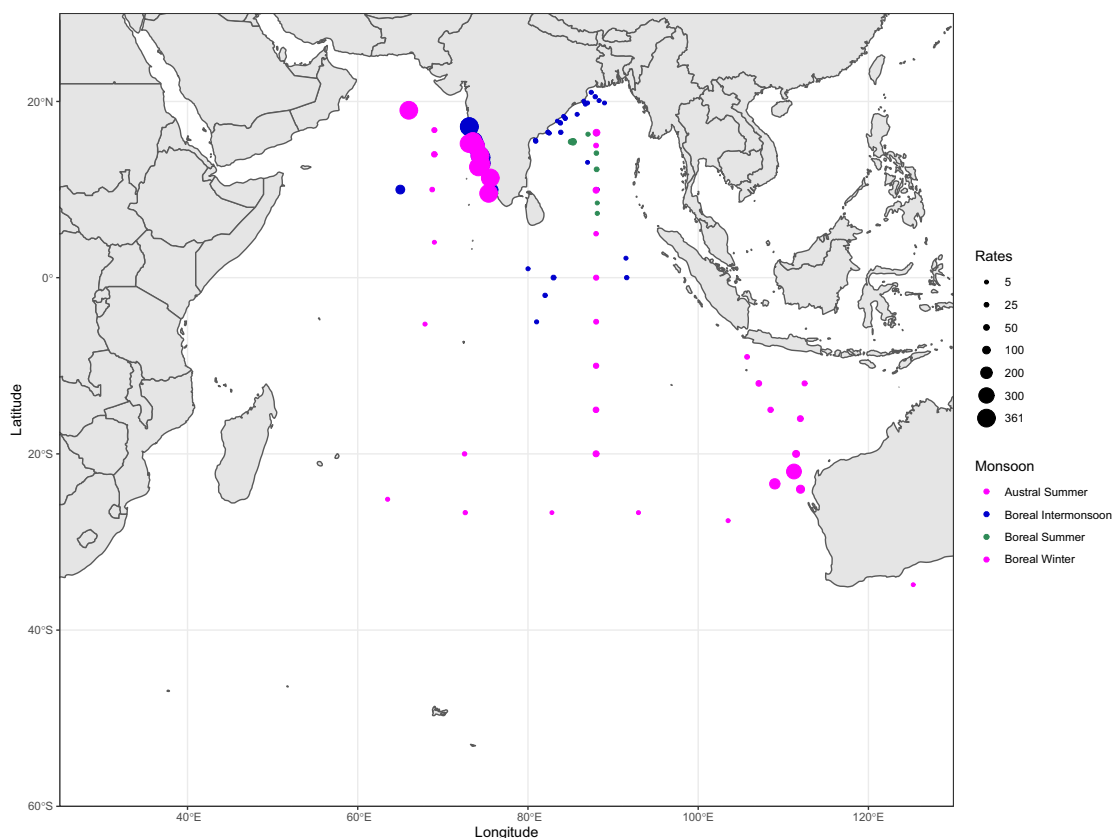 20°N
0°
20°S
40°S
60°S
Latitude
40°E
60°E
80°E
100°E
120°E
Longitude
Rates
5
25
50
100
200
300
361
Monsoon
Austral Summer
Boreal Intermonsoon
Boreal Summer
Boreal Winter